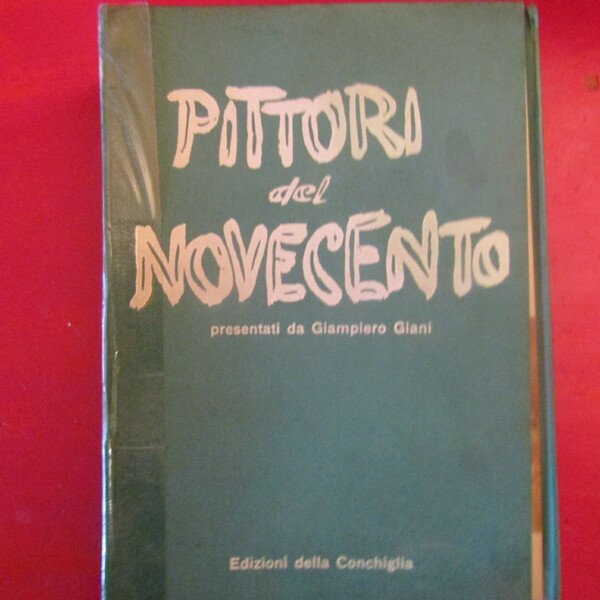 PiTTORI
del
NOVECENTO
presentati da Giampiero Giani
Edizioni della Conchiglia